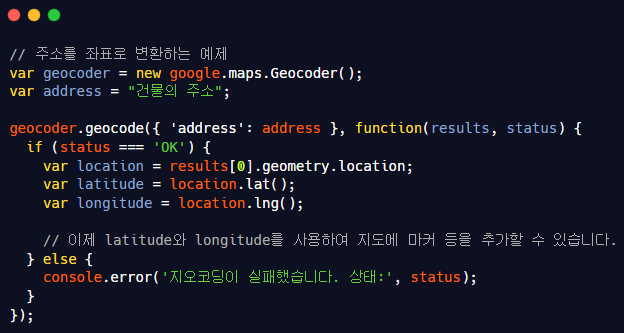 // 주소를 좌표로 변환하는 예제
var geocoder = new google.maps.Geocoder();
var address = "건물의 주소";
geocoder.geocode({ 'address': address }, function(results, status) {
if (status === 'OK') {
var location = results[0].geometry.location;
var latitude = location.lat();
var longitude = location.lng();
// 이제 latitude와 longitude를 사용하여 지도에 마커 등을 추가할 수 있습니다.
} else {
console.error('지오코딩이 실패했습니다. 상태:', status);
}
});